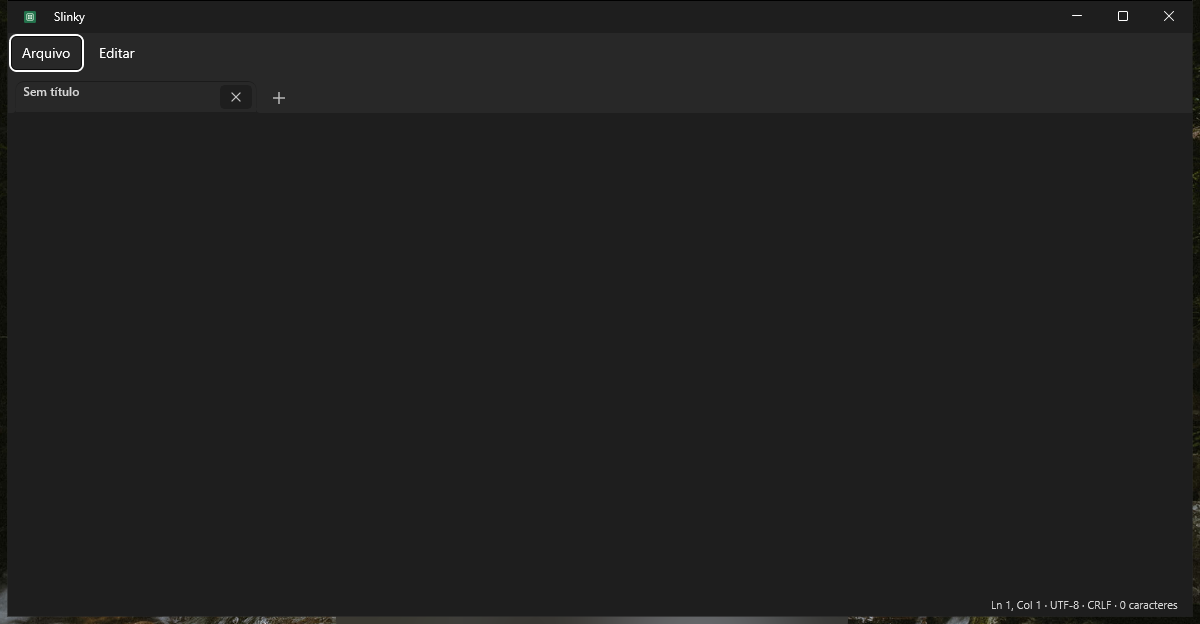 Slinky
Arquivo Editar
Sem título
Ln 1, Col 1 · UTF-8 · CRLF · 0 caracteres